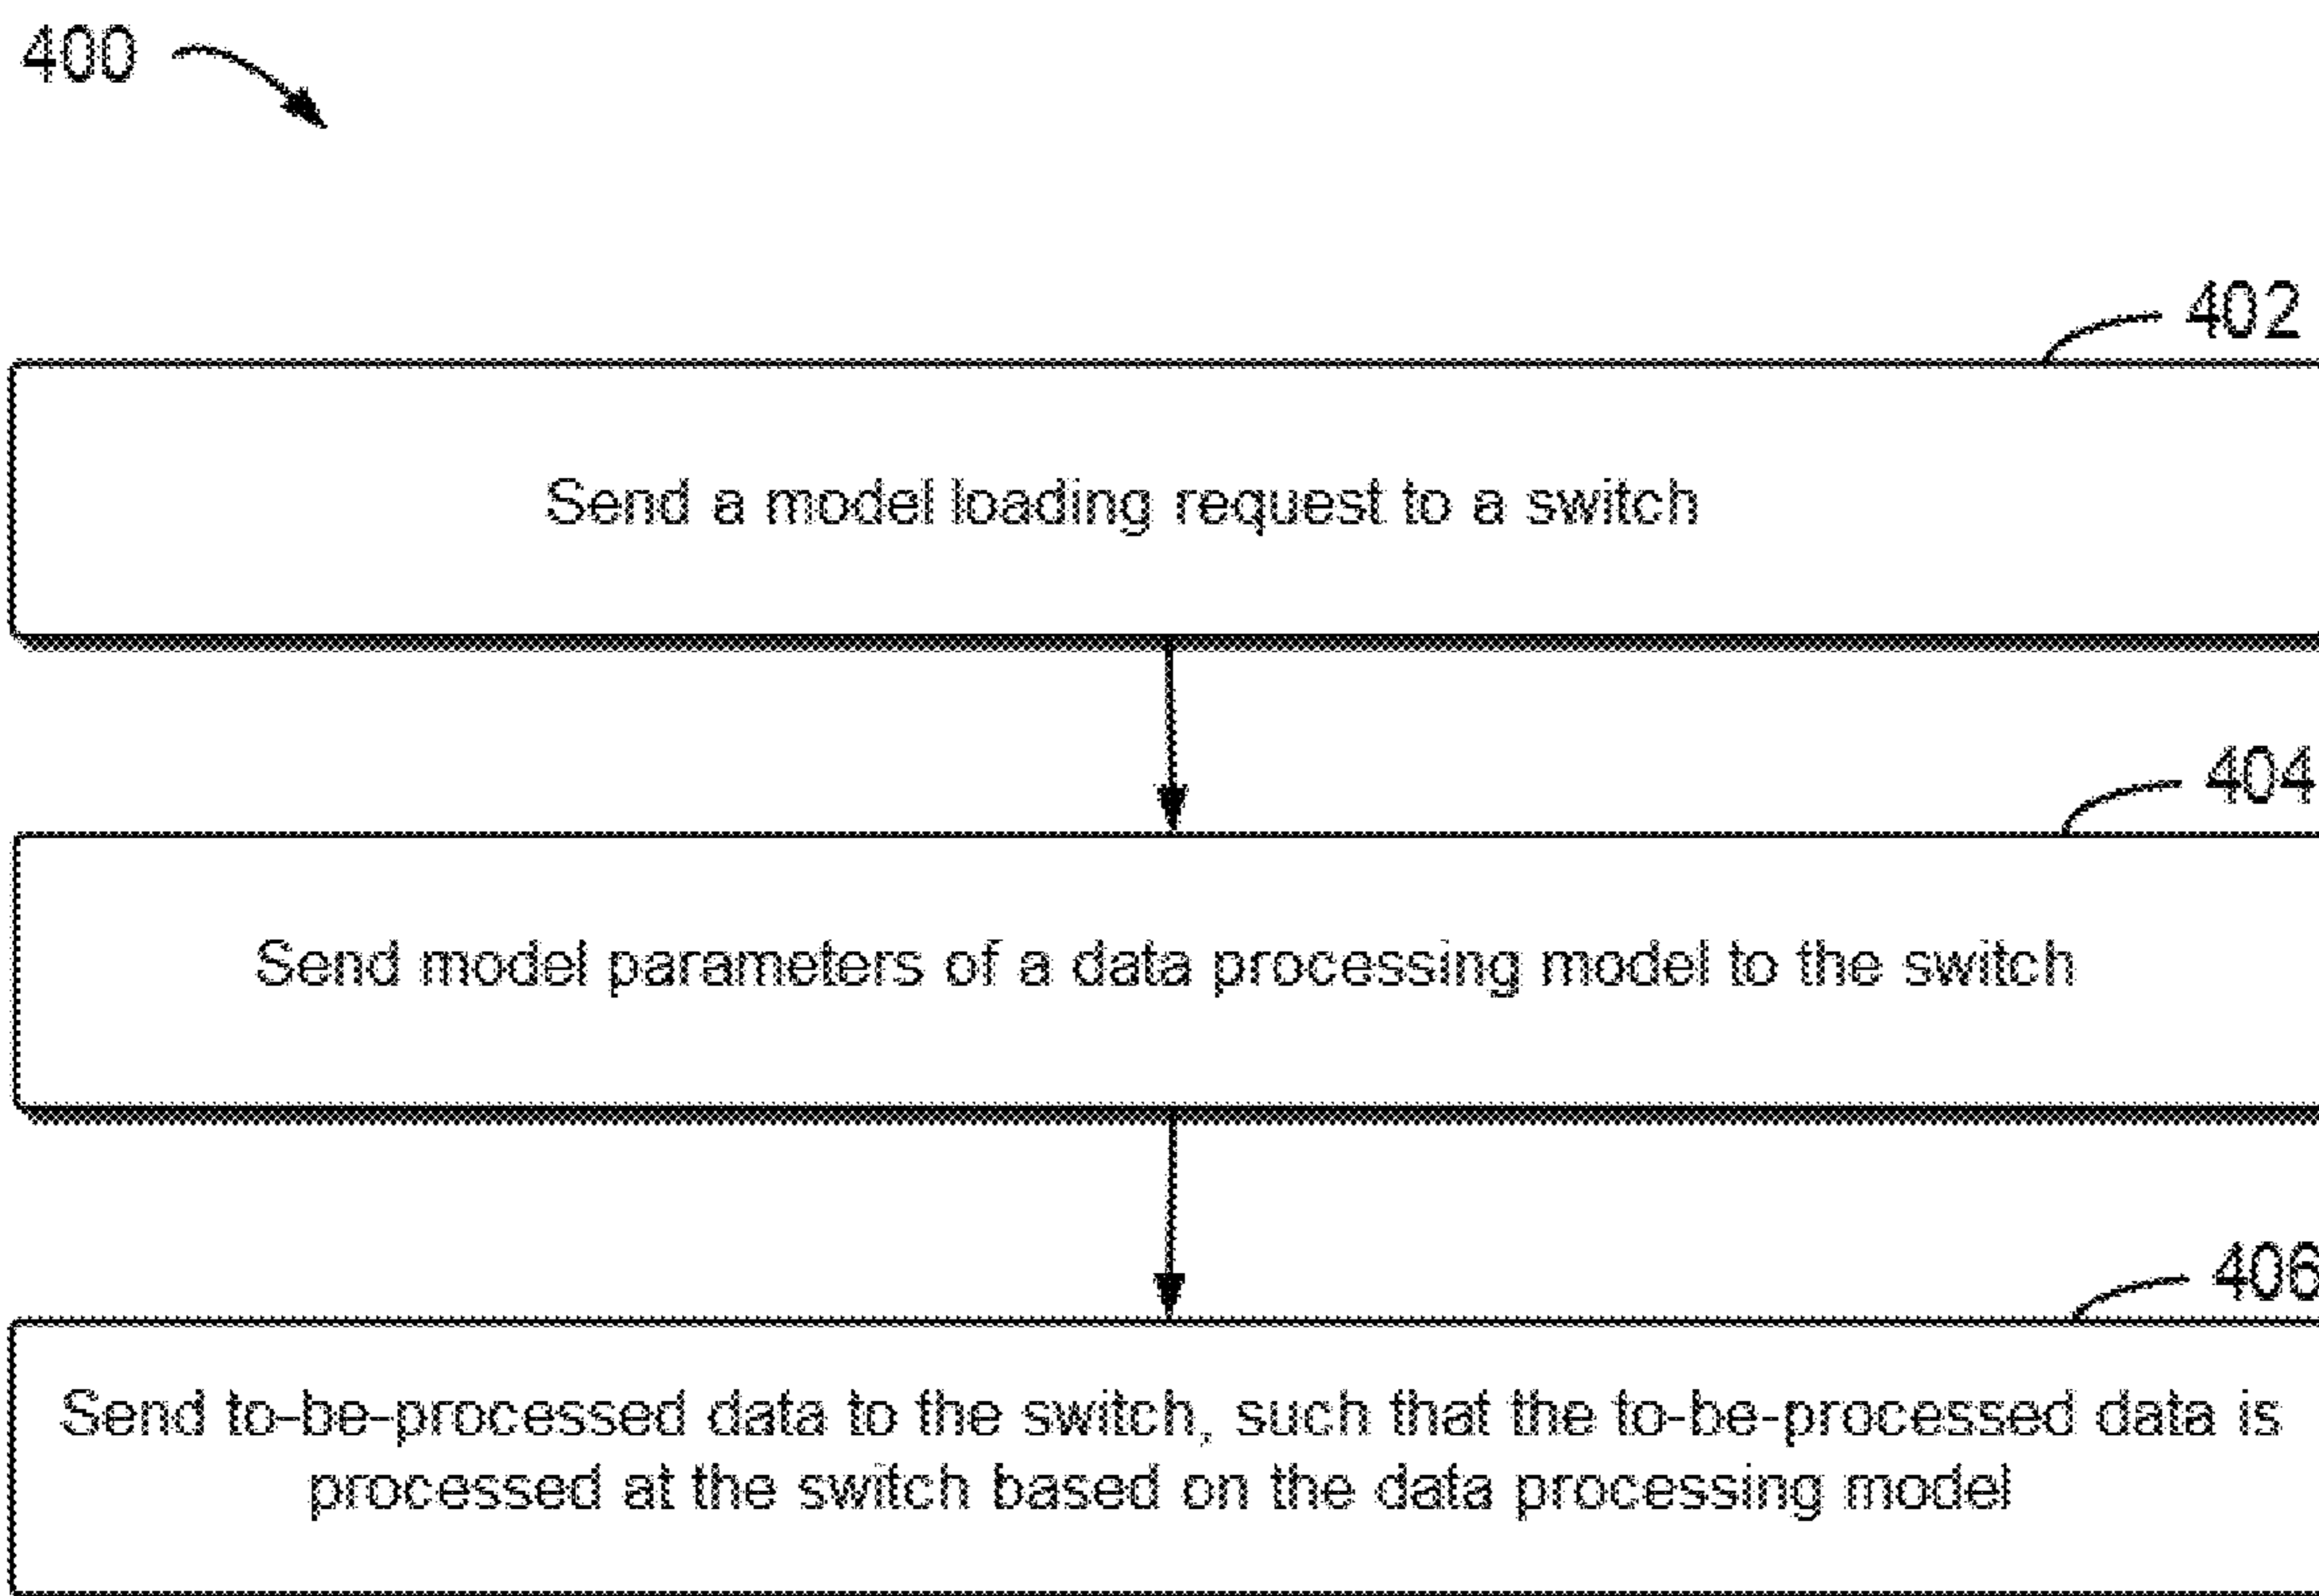 400
402
Send a model loading request to a switch
404
Send model parameters of a data processing model to the switch
406
Send to-be-processed data to the switch, such that the to-be-processed data is
processed at the switch based on the data processing model